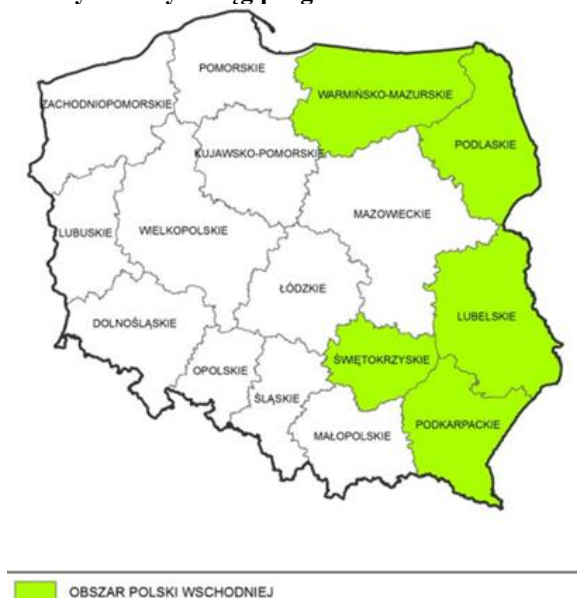 POMORSKIE
WARMIŃSKO-MAZURSKIE
ZACHODNIOPOMORSKIE
PODLASKIE
KUJAWSKO-POMORSKIE
MAZOWIECKIE
LUBUSKIE
WIELKOPOLSKIE
ŁÓDZKIE
LUBELSKIE
DOLNOŚLĄSKIE
ŚWIĘTOKRZYSKIE
OPOLSKIE
ŚLĄSKIE
PODKARPACKIE
MAŁOPOLSKIE
OBSZAR POLSKI WSCHODNIEJ